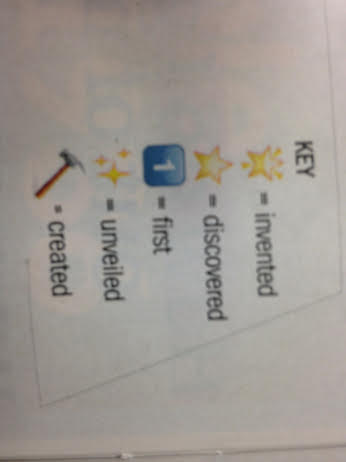 KEY
= invented
= discovered
1 = first
= unveiled
= created